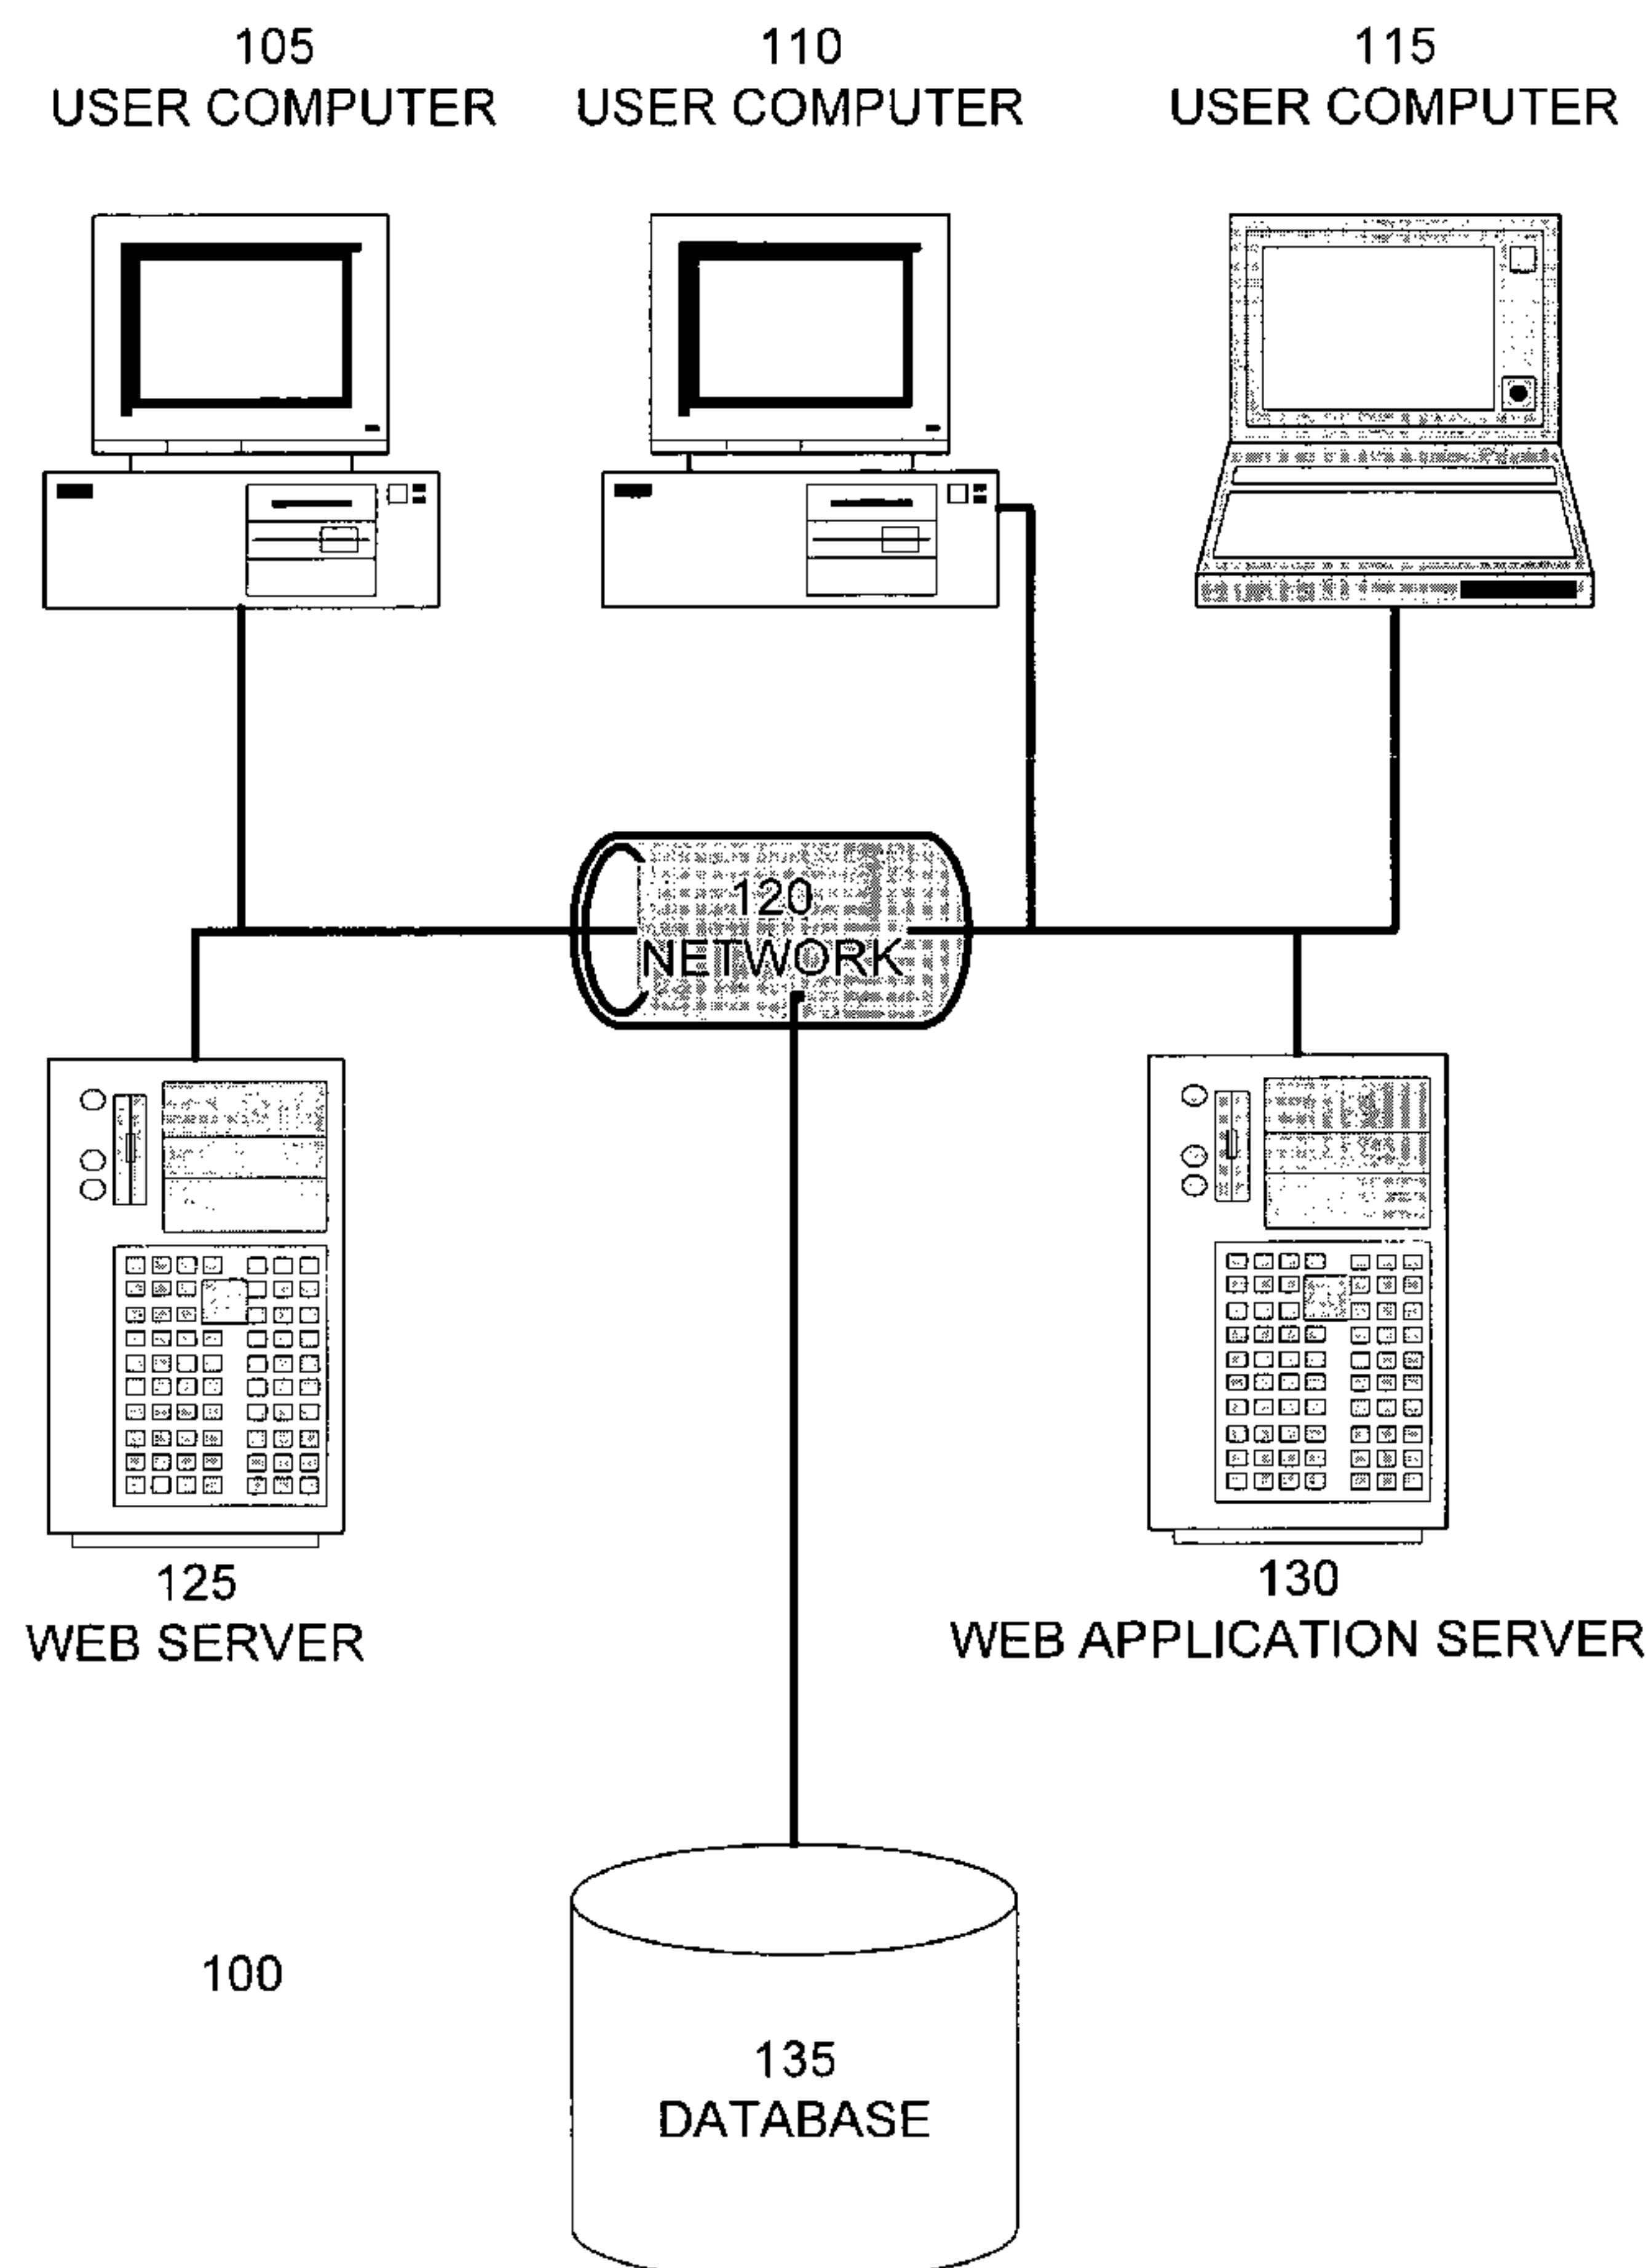 105
USER COMPUTER
110
USER COMPUTER
115
USER COMPUTER
120
NETWORK
125
WEB SERVER
130
WEB APPLICATION SERVER
100
135
DATABASE